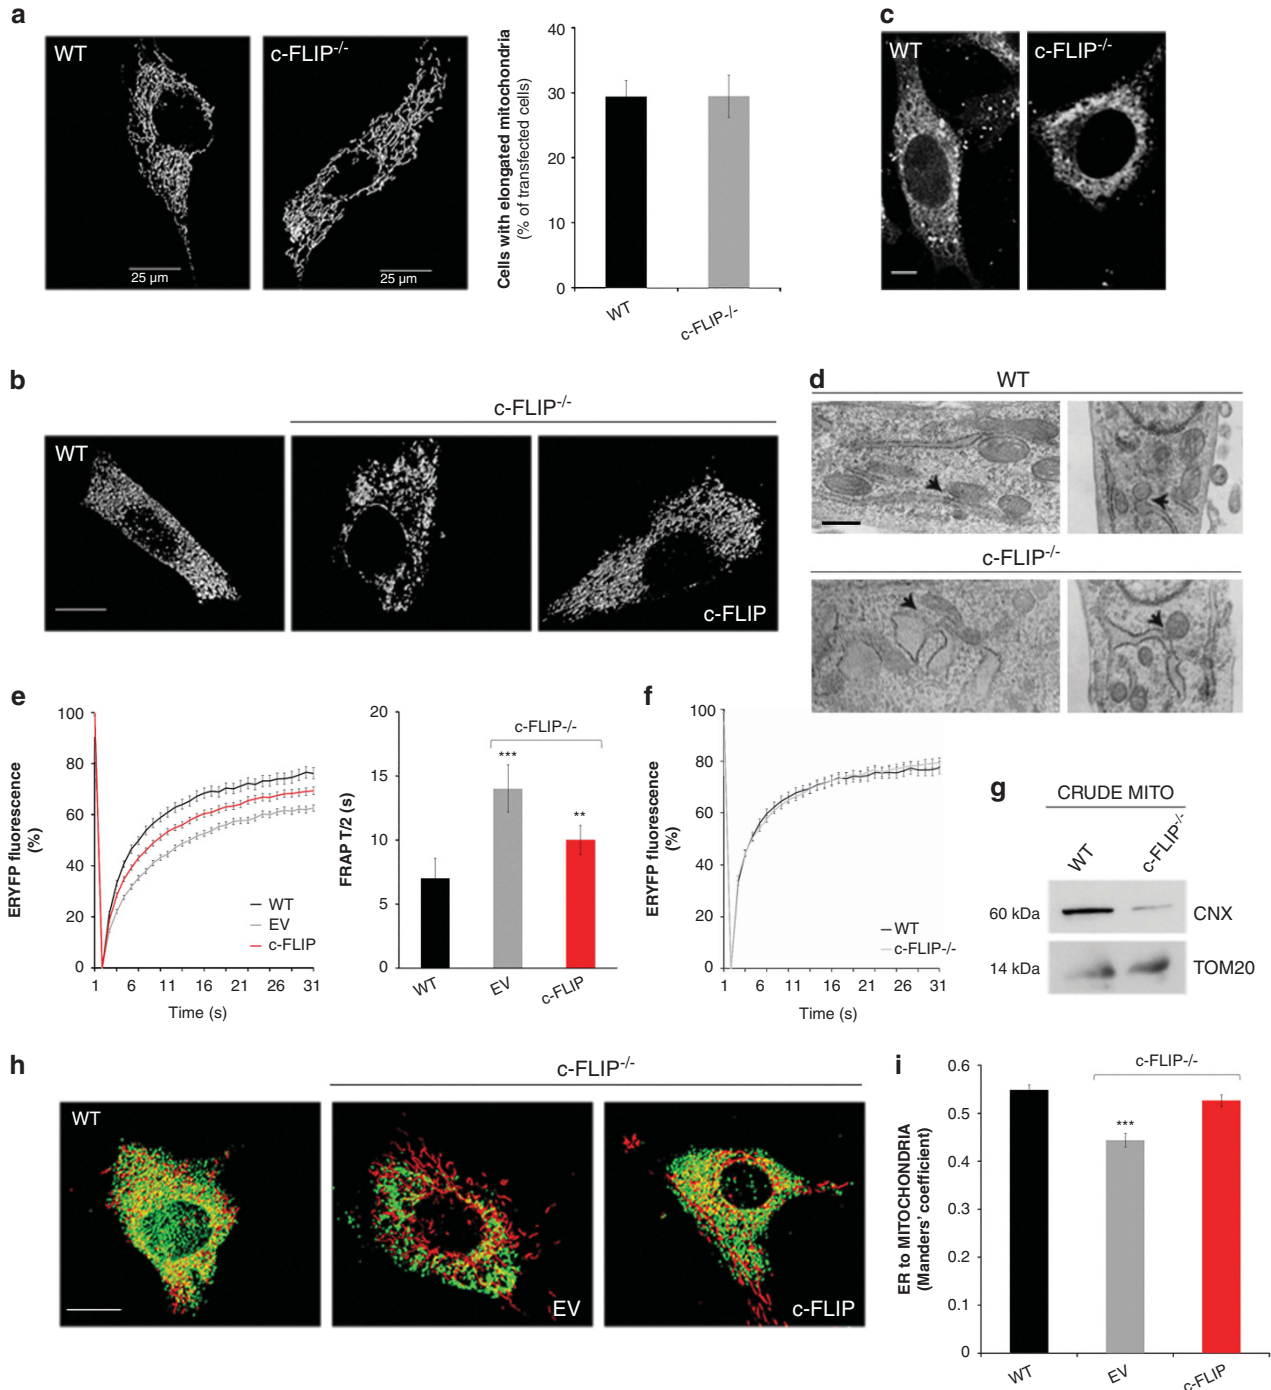 a
WT
c-FLIP-/-
25 µm
25 µm
Cells with elongated mitochondria
(% of transfected cells)
40
30
20
10
0
WT
c-FLIP-/-
c
WT
c-FLIP-/-
b
c-FLIP-/-
WT
c-FLIP
d
WT
c-FLIP-/-
e
ERYFP fluorescence
(%)
100
80
60
40
20
0
WT
EV
c-FLIP
1 6 11 16 21 26 31
Time (s)
FRAP T/2 (s)
20
15
10
5
0
c-FLIP-/-
***
**
WT
EV
c-FLIP
f
ERYFP fluorescence
(%)
100
80
60
40
20
0
WT
c-FLIP-/-
1 6 11 16 21 26 31
Time (s)
g
CRUDE MITO
WT
c-FLIP-/-
60 kDa
CNX
14 kDa
TOM20
h
c-FLIP-/-
WT
EV
c-FLIP
i
ER to MITOCHONDRIA
(Manders' coefficient)
0.6
0.5
0.4
0.3
0.2
0.1
0
c-FLIP-/-
***
WT
EV
c-FLIP